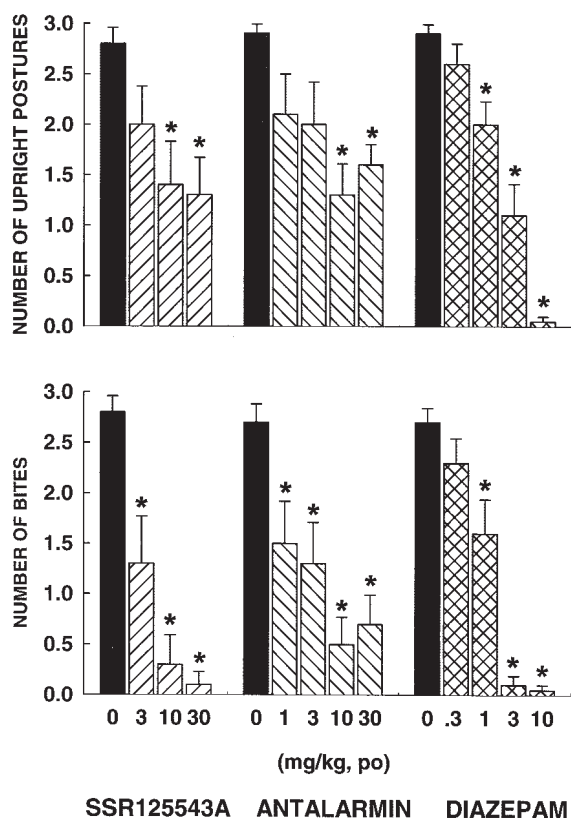 NUMBER OF UPRIGHT POSTURES
3.0
2.5
2.0
1.5
1.0
0.5
0.0
* * * * * * *
NUMBER OF BITES
3.0
2.5
2.0
1.5
1.0
0.5
0.0
* * * * * * * * * *
0 3 10 30 0 1 3 10 30 0 .3 1 3 10
(mg/kg, po)
SSR125543A ANTALARMIN DIAZEPAM